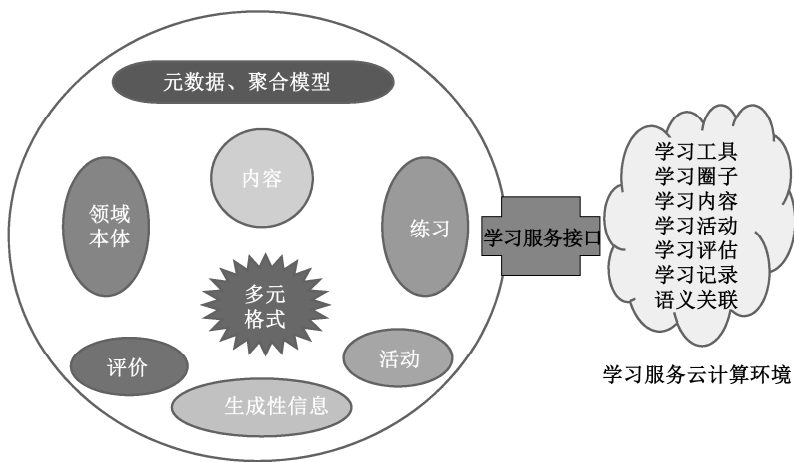 元数据、聚合模型
内容
领域
本体
练习
多元
格式
评价
活动
生成性信息
学习服务接口
学习工具
学习圈子
学习内容
学习活动
学习评估
学习记录
语义关联
学习服务云计算环境